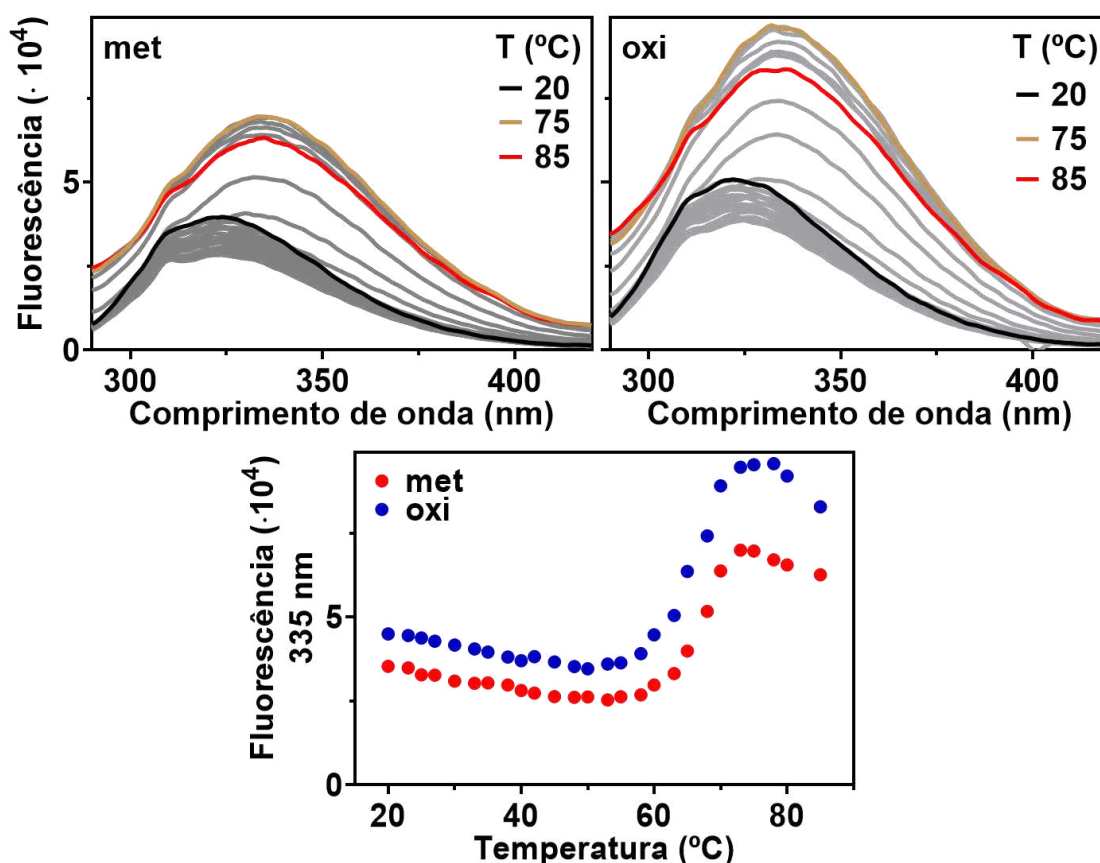 met
T (ºC)
20
75
85
Fluorescência (· 10⁴)
5
0
300
350
400
Comprimento de onda (nm)
oxi
T (ºC)
20
75
85
300
350
400
Comprimento de onda (nm)
met
oxi
Fluorescência (·10⁴)
335 nm
5
0
20
40
60
80
Temperatura (ºC)